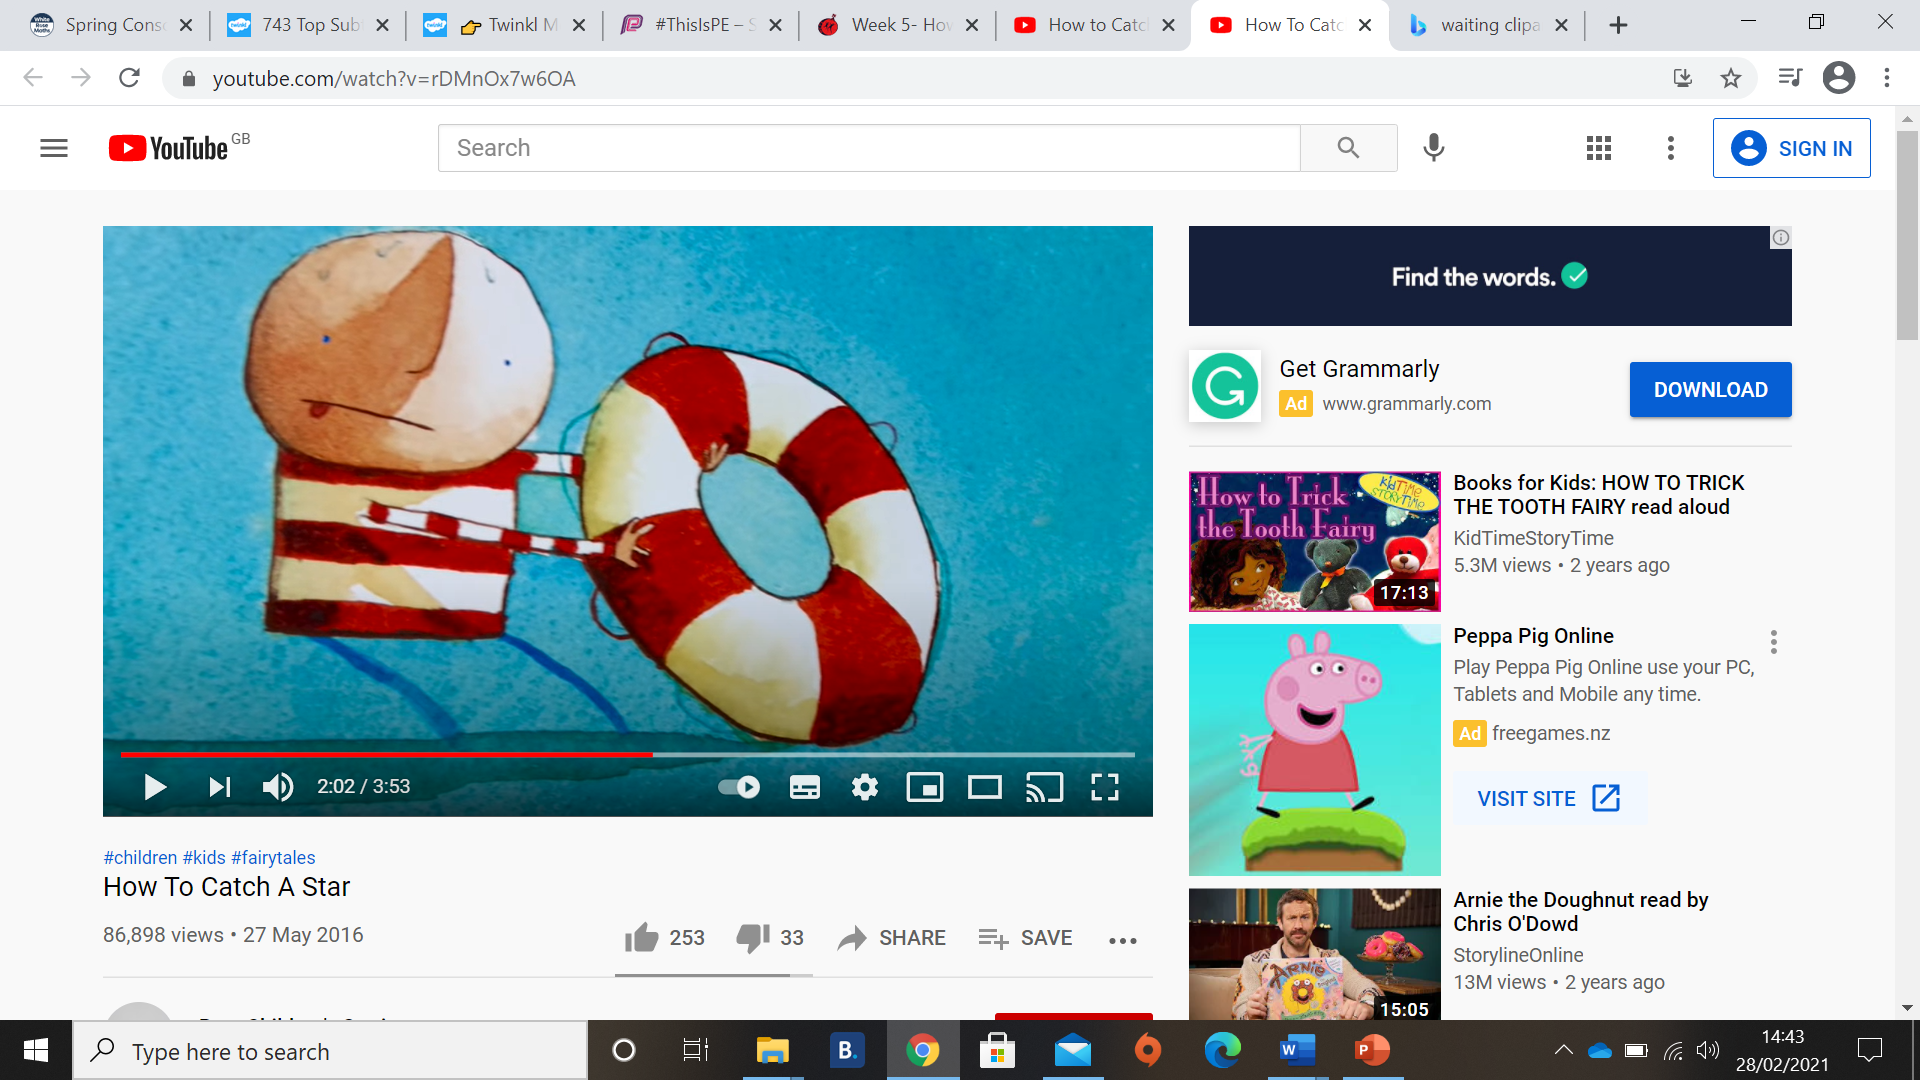 Spring Cons
743 Top Sub
Twinkl M
#ThisIsPE – S
Week 5- How
How to Catc
How To Catc
waiting clipa
youtube.com/watch?v=rDMnOx7w6OA
YouTube GB
Search
SIGN IN
2:02 / 3:53
#children #kids #fairytales
How To Catch A Star
86,898 views • 27 May 2016
253
33
SHARE
SAVE
Find the words.
Get Grammarly
Ad www.grammarly.com
DOWNLOAD
How to Trick
the Tooth Fairy
KidTime
STORYTIME
17:13
Books for Kids: HOW TO TRICK
THE TOOTH FAIRY read aloud
KidTimeStoryTime
5.3M views • 2 years ago
Peppa Pig Online
Play Peppa Pig Online use your PC,
Tablets and Mobile any time.
Ad freegames.nz
VISIT SITE
ARNIE
15:05
Arnie the Doughnut read by
Chris O'Dowd
StorylineOnline
13M views • 2 years ago
Type here to search
14:43
28/02/2021